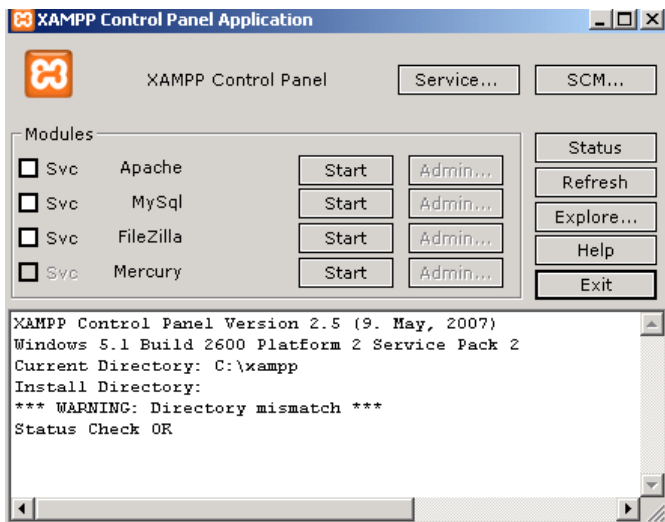 XAMPP Control Panel Application
XAMPP Control Panel Service... SCM...
Modules
Svc Apache Start Admin...
Svc MySql Start Admin...
Svc FileZilla Start Admin...
Svc Mercury Start Admin...
Status
Refresh
Explore...
Help
Exit
XAMPP Control Panel Version 2.5 (9. May, 2007)
Windows 5.1 Build 2600 Platform 2 Service Pack 2
Current Directory: C:\xampp
Install Directory:
*** WARNING: Directory mismatch ***
Status Check OK